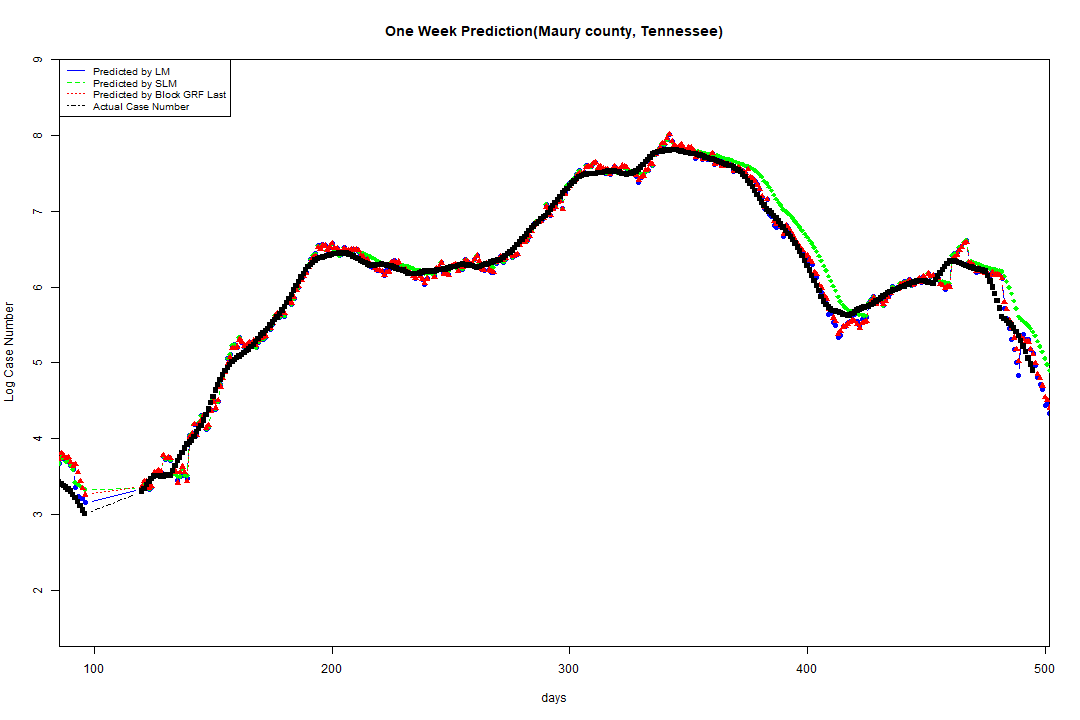 One Week Prediction(Maury county, Tennessee)
Predicted by LM
Predicted by SLM
Predicted by Block GRF Last
Actual Case Number
Log Case Number
9
8
7
6
5
4
3
2
100 200 300 400 500
days